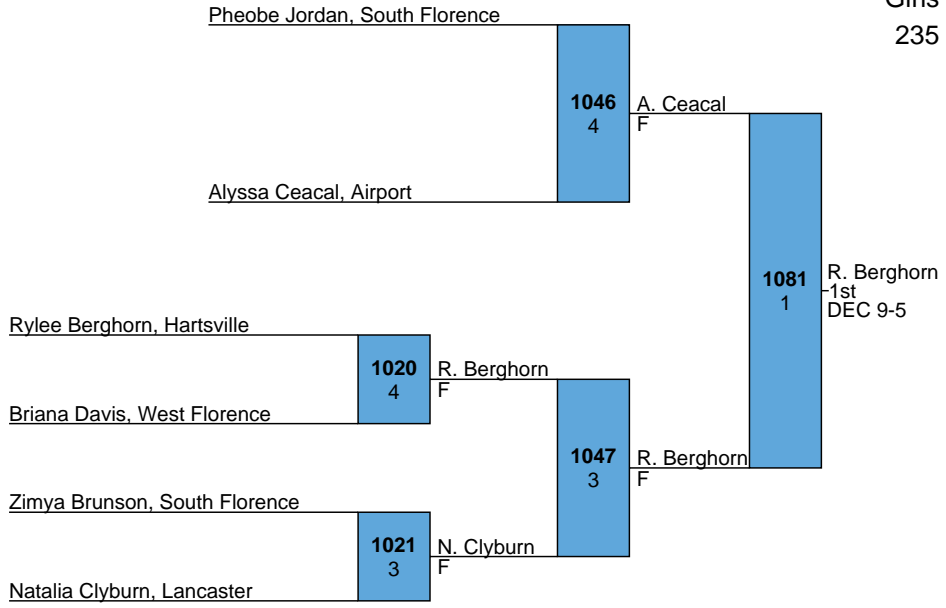 Girls
235
Pheobe Jordan, South Florence
1046
4
A. Ceacal
F
Alyssa Ceacal, Airport
1081
1
R. Berghorn
1st
DEC 9-5
Rylee Berghorn, Hartsville
1020
4
R. Berghorn
F
Briana Davis, West Florence
1047
3
R. Berghorn
F
Zimya Brunson, South Florence
1021
3
N. Clyburn
F
Natalia Clyburn, Lancaster